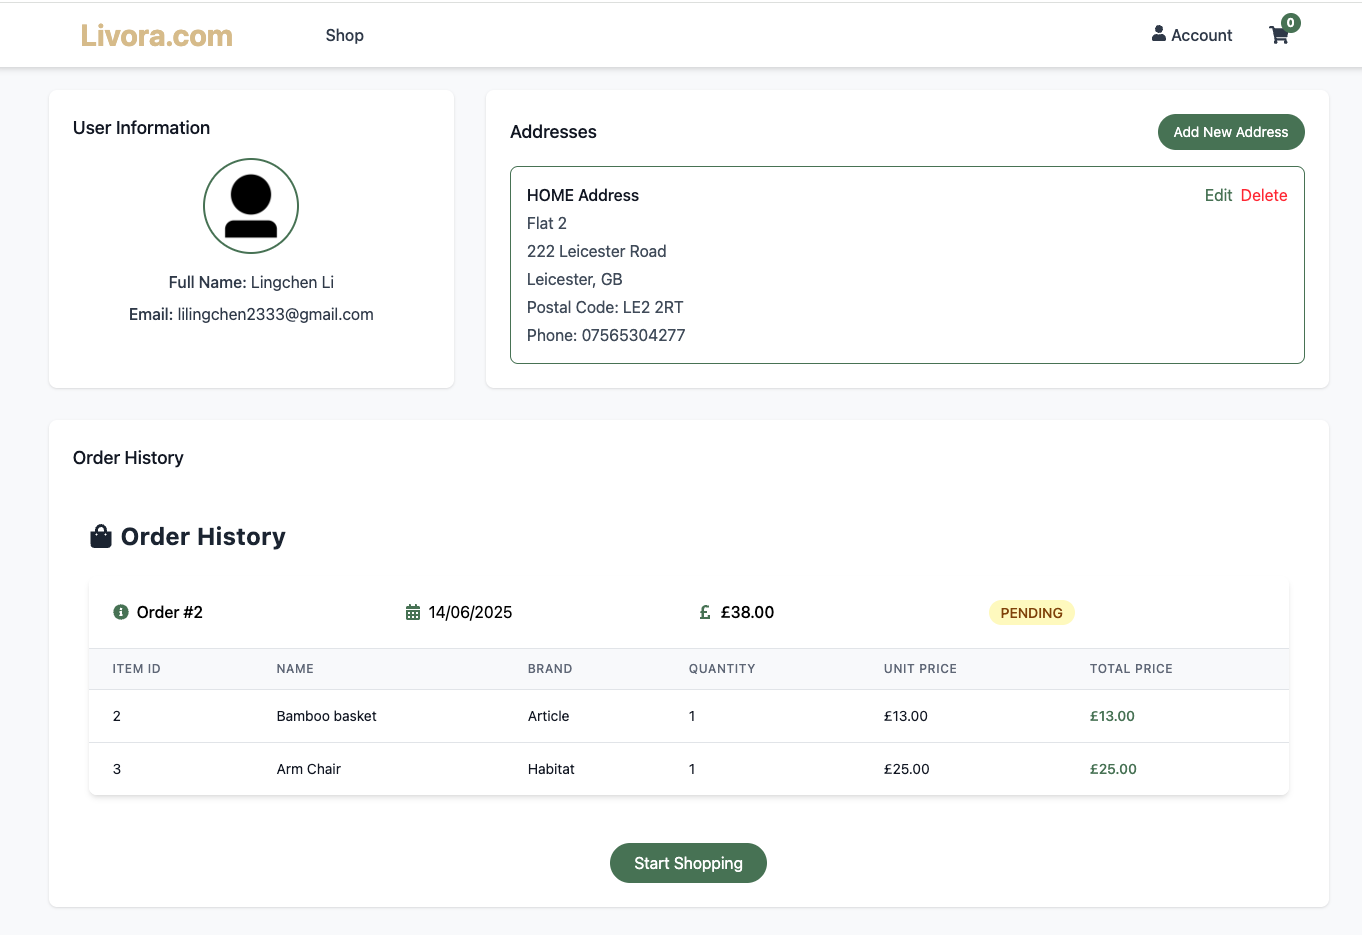 Livora.com
Shop
Account
0
User Information
Full Name: Lingchen Li
Email: lilingchen2333@gmail.com
Addresses
Add New Address
HOME Address
Edit Delete
Flat 2
222 Leicester Road
Leicester, GB
Postal Code: LE2 2RT
Phone: 07565304277
Order History
Order History
Order #2 14/06/2025 £ £38.00 PENDING
ITEM ID NAME BRAND QUANTITY UNIT PRICE TOTAL PRICE
2 Bamboo basket Article 1 £13.00 £13.00
3 Arm Chair Habitat 1 £25.00 £25.00
Start Shopping